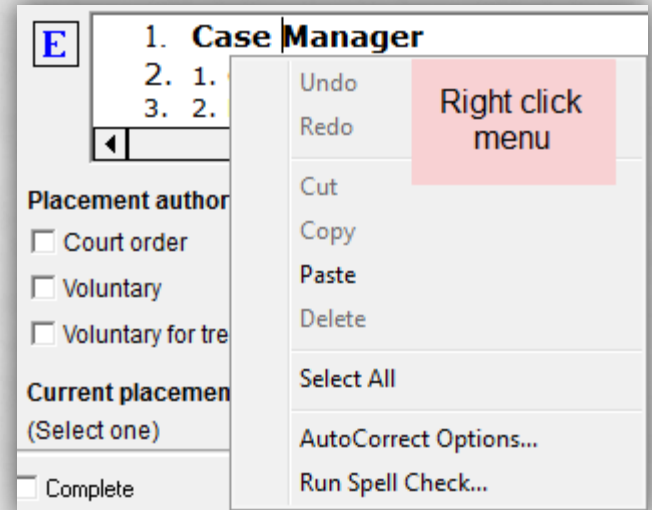 E
1. Case Manager
2. 1.
3. 2.
Undo
Redo
Right click
menu
Cut
Copy
Paste
Delete
Select All
AutoCorrect Options...
Run Spell Check...
Placement author
Court order
Voluntary
Voluntary for tre
Current placemen
(Select one)
Complete